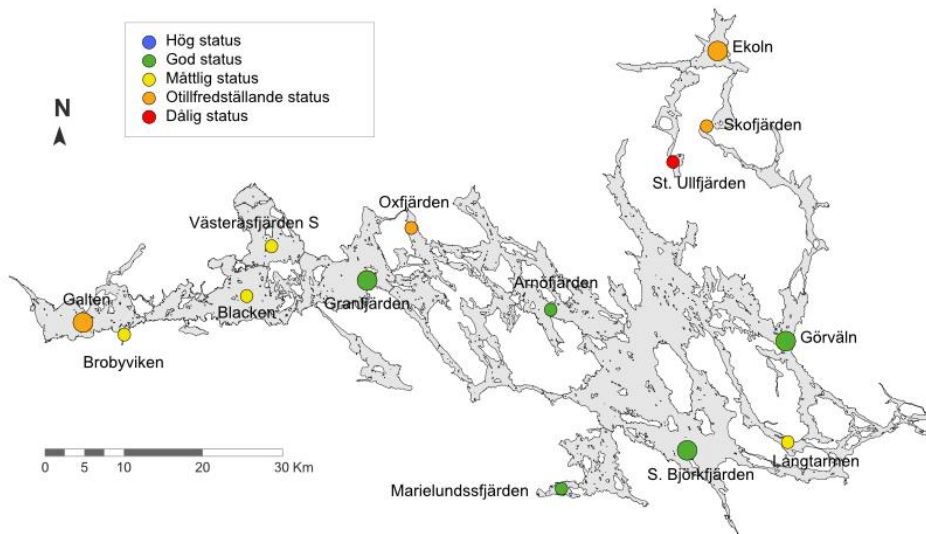 Hög status
God status
Måttlig status
Otillfredställande status
Dålig status
N
Ekoln
Skofjärden
St. Ullfjärden
Oxfjärden
Västeråsfjärden S
Galten
Blacken
Granfjärden
Arnöfjärden
Görväln
Brobyviken
0 5 10 20 30 Km
Långtarmen
S. Björkfjärden
Marielundssfjärden